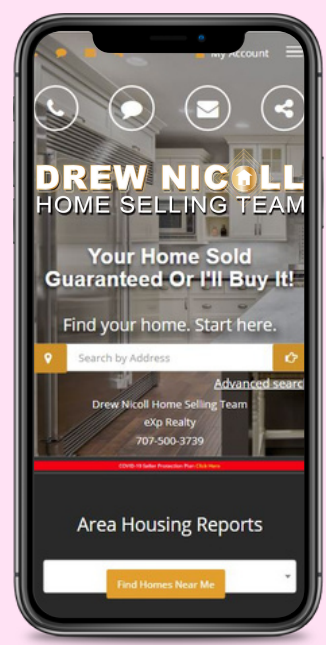 My Account
DREW NICOLL
HOME SELLING TEAM
Your Home Sold
Guaranteed Or I'll Buy It!
Find your home. Start here.
Search by Address
Advanced searc
Drew Nicoll Home Selling Team
eXp Realty
707-500-3739
COVID-19 Seller Protection Plan Click Here
Area Housing Reports
Find Homes Near Me